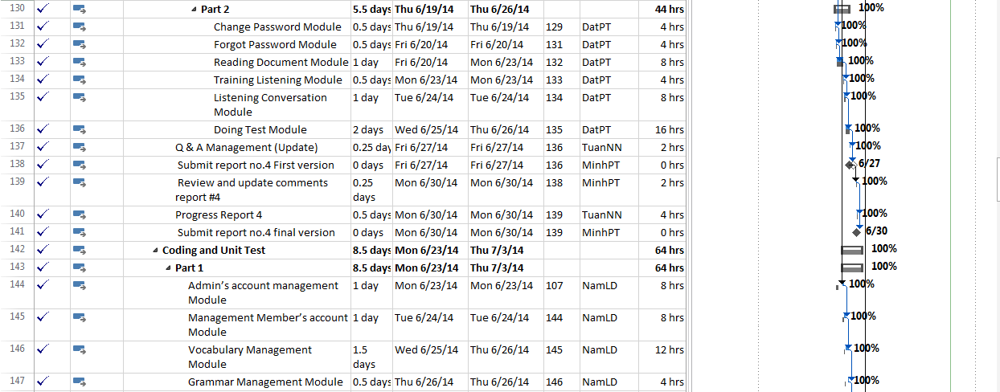 130 Part 2 5.5 days Thu 6/19/14 Thu 6/26/14 44 hrs 100%
131 Change Password Module 0.5 days Thu 6/19/14 Thu 6/19/14 129 DatPT 4 hrs 100%
132 Forgot Password Module 0.5 days Fri 6/20/14 Fri 6/20/14 131 DatPT 4 hrs 100%
133 Reading Document Module 1 day Fri 6/20/14 Mon 6/23/14 132 DatPT 8 hrs 100%
134 Training Listening Module 0.5 days Mon 6/23/14 Mon 6/23/14 133 DatPT 4 hrs 100%
135 Listening Conversation 1 day Tue 6/24/14 Tue 6/24/14 134 DatPT 8 hrs 100%
Module
136 Doing Test Module 2 days Wed 6/25/14 Thu 6/26/14 135 DatPT 16 hrs 100%
137 Q & A Management (Update) 0.25 day Fri 6/27/14 Fri 6/27/14 136 TuanNN 2 hrs 100%
138 Submit report no.4 First version 0 days Fri 6/27/14 Fri 6/27/14 136 MinhPT 0 hrs 6/27
139 Review and update comments 0.25 Mon 6/30/14 Mon 6/30/14 138 MinhPT 2 hrs 100%
report #4 days
140 Progress Report 4 0.5 days Mon 6/30/14 Mon 6/30/14 139 TuanNN 4 hrs 100%
141 Submit report no.4 final version 0 days Mon 6/30/14 Mon 6/30/14 139 MinhPT 0 hrs 6/30
142 Coding and Unit Test 8.5 days Mon 6/23/14 Thu 7/3/14 64 hrs 100%
143 Part 1 8.5 days Mon 6/23/14 Thu 7/3/14 64 hrs 100%
144 Admin's account management 1 day Mon 6/23/14 Mon 6/23/14 107 NamLD 8 hrs 100%
Module
145 Management Member's account 1 day Tue 6/24/14 Tue 6/24/14 144 NamLD 8 hrs 100%
Module
146 Vocabulary Management 1.5 Wed 6/25/14 Thu 6/26/14 145 NamLD 12 hrs 100%
Module days
147 Grammar Management Module 0.5 days Thu 6/26/14 Thu 6/26/14 146 NamLD 4 hrs 100%